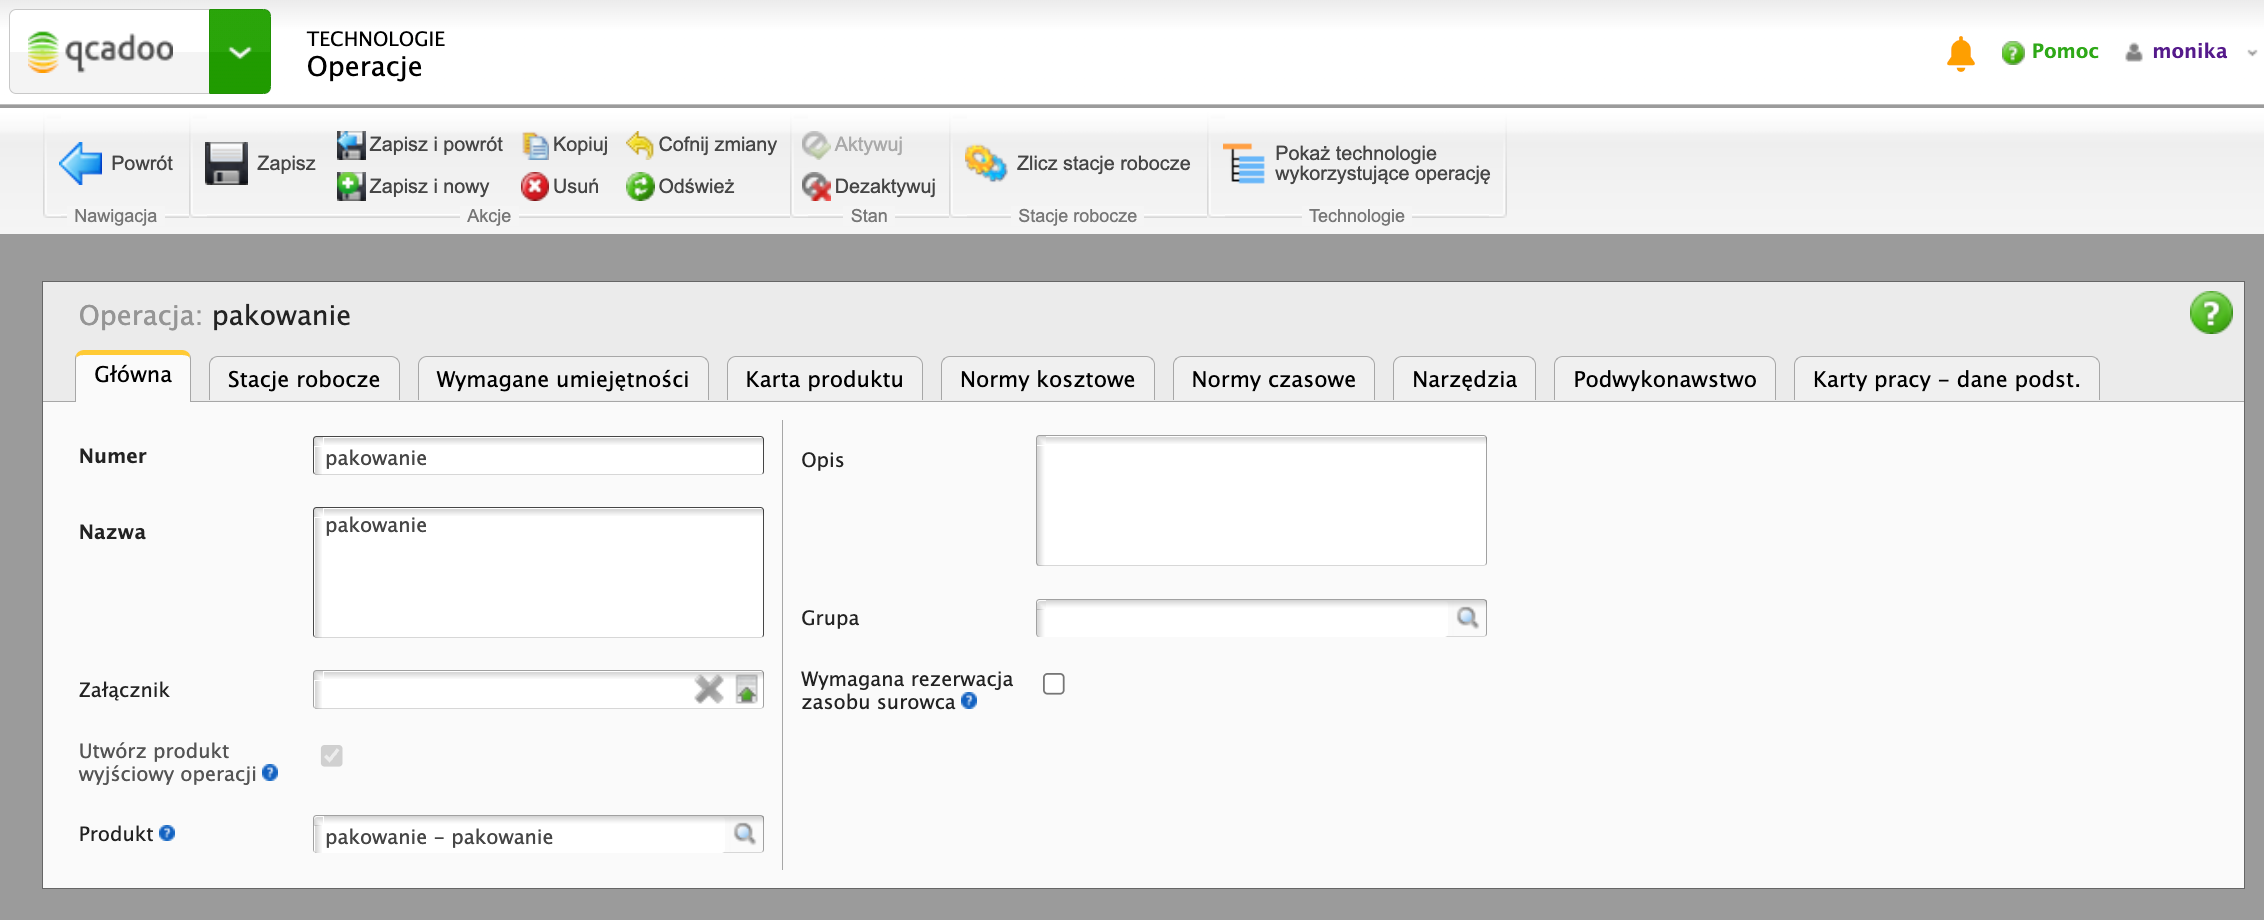 qcadoo
TECHNOLOGIE
Operacje
Pomoc
monika
Powrót
Nawigacja
Zapisz
Zapisz i powrót
Kopiuj
Cofnij zmiany
Zapisz i nowy
Usuń
Odśwież
Akcje
Aktywuj
Dezaktywuj
Stan
Zlicz stacje robocze
Stacje robocze
Pokaż technologie
wykorzystujące operację
Technologie
Operacja: pakowanie
?
Główna
Stacje robocze
Wymagane umiejętności
Karta produktu
Normy kosztowe
Normy czasowe
Narzędzia
Podwykonawstwo
Karty pracy – dane podst.
Numer
pakowanie
Nazwa
pakowanie
Załącznik
Utwórz produkt
wyjściowy operacji ?
Produkt ?
pakowanie – pakowanie
Opis
Grupa
Wymagana rezerwacja
zasobu surowca ?